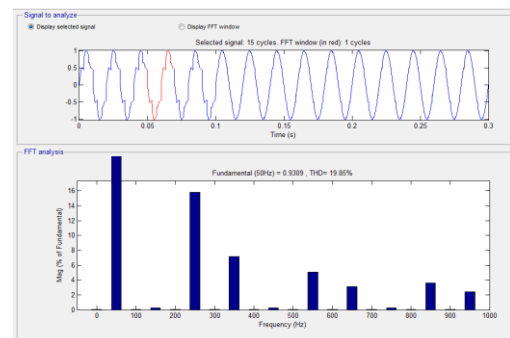 Signal to analyze
Display selected signal Display FFT window
Selected signal: 15 cycles. FFT window (in red): 1 cycles
1
0.5
0
-0.5
-1
0 0.05 0.1 0.15 0.2 0.25 0.3
Time (s)
FFT analysis
Fundamental (50Hz) = 0.9309 , THD= 19.85%
Mag (% of Fundamental)
16
14
12
10
8
6
4
2
0
0 100 200 300 400 500 600 700 800 900 1000
Frequency (Hz)